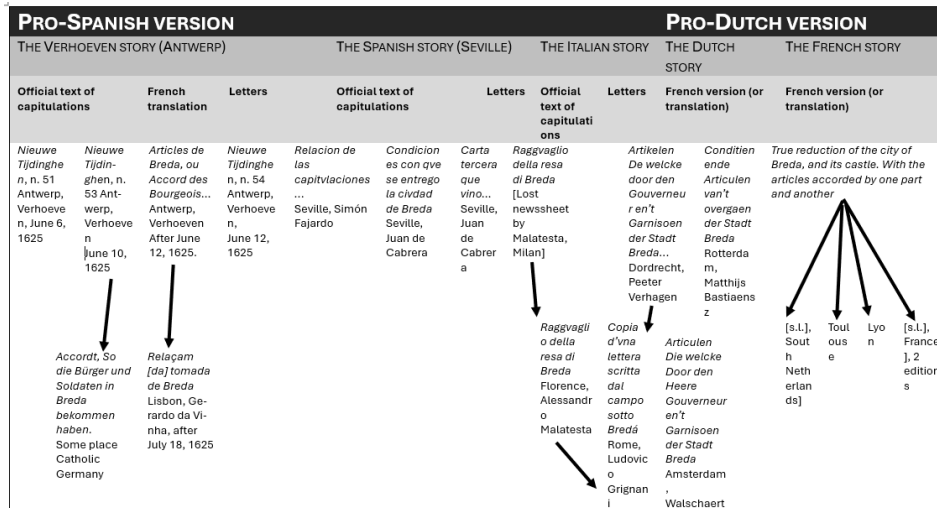 PRO-SPANISH VERSION
PRO-DUTCH VERSION
THE VERHOEVEN STORY (ANTWERP)
THE SPANISH STORY (SEVILLE)
THE ITALIAN STORY
THE DUTCH
STORY
THE FRENCH STORY
Official text of
capitulations
French
translation
Letters
Official text of
capitulations
Letters
Official
text of
capitulati
ons
Letters
French version (or
translation)
French version (or
translation)
Nieuwe
Tijdinghe
n, n. 51
Antwerp,
Verhoeve
n, June 6,
1625
Nieuwe
Tijdin-
ghen, n.
53 Ant-
werp,
Verhoeve
n
June 10,
1625
Articles de
Breda, ou
Accord des
Bourgeois...
Antwerp,
Verhoeven
After June
12, 1625.
Nieuwe
Tijdinghe
n, n. 54
Antwerp,
Verhoeve
n,
June 12,
1625
Relacion de
las
capitvlaciones
...
Seville, Simón
Fajardo
Condicion
es con qve
se entrego
la civdad
de Breda
Seville,
Juan de
Cabrera
Carta
tercera
que
vino...
Seville,
Juan
de
Cabrer
a
Raggvaglio
della resa
di Breda
[Lost
newssheet
by
Malatesta,
Milan]
Artikelen
De welcke
door den
Gouverneu
r en't
Garnisoen
der Stadt
Breda...
Dordrecht,
Peeter
Verhagen
Conditien
ende
Articulen
van't
overgaen
der Stadt
Breda
Rotterda
m,
Matthijs
Bastiaens
z
True reduction of the city of
Breda, and its castle. With the
articles accorded by one part
and another
Accordt, So
die Bürger und
Soldaten in
Breda
bekommen
haben.
Some place
Catholic
Germany
Relaçam
[da] tomada
de Breda
Lisbon, Ge-
rardo da Vi-
nha, after
July 18, 1625
Raggvagli
o della
resa di
Breda
Florence,
Alessandr
o
Malatesta
Copia
d'vna
lettera
scritta
dal
campo
sotto
Bredá
Rome,
Ludovic
o
Grignan
i
Articulen
Die welcke
Door den
Heere
Gouverneur
en't
Garnisoen
der Stadt
Breda
Amsterdam
,
Walschaert
[s.l.],
Sout
h
Net
herlan
ds]
Toul
ous
e
Lyo
n
[s.l.],
France
], 2
edition
s